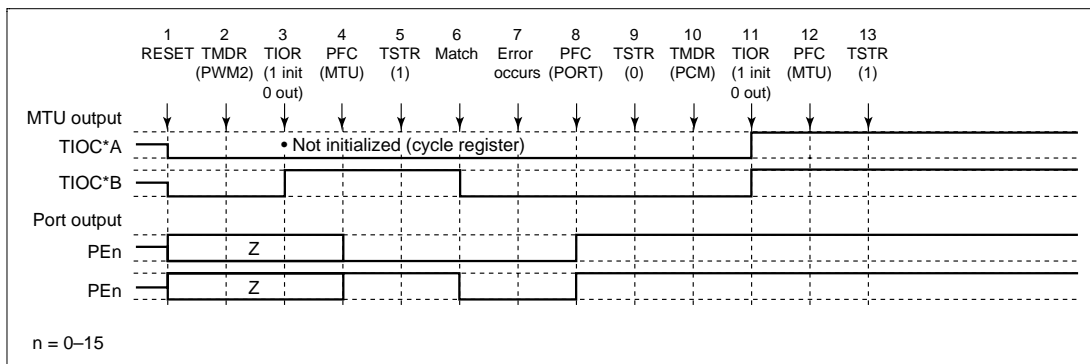 1 2 3 4 5 6 7 8 9 10 11 12 13
RESET TMDR TIOR PFC TSTR Match Error PFC TSTR TMDR TIOR PFC TSTR
(PWM2) (1 init (MTU) (1) occurs (PORT) (0) (PCM) (1 init (MTU) (1)
0 out) 0 out)
MTU output
TIOC*A
• Not initialized (cycle register)
TIOC*B
Port output
PEn
Z
PEn
Z
n = 0–15